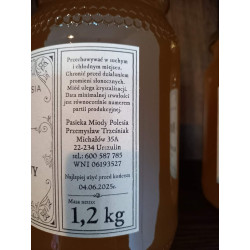 Przechowywać w suchym
i chłodnym miejscu.
Chronić przed działaniem
promieni słonecznych.
Miód ulega krystalizacji.
Data minimalnej trwałości
jest równocześnie numerem
partii produkcyjnej.
Pasieka Miody Polesia
Przemysław Trześniak
Michałów 35A
22-234 Urszulin
tel.: 600 587 785
WNI 06193527
Najlepiej użyć przed końcem:
04.06.2025r.
Masa netto:
1,2 kg